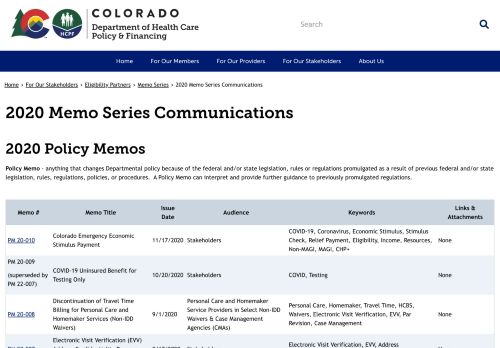 COLORADO
Department of Health Care
Policy & Financing
HCPF
Search
Home
For Our Members
For Our Providers
For Our Stakeholders
About Us
Home › For Our Stakeholders › Eligibility Partners › Memo Series › 2020 Memo Series Communications
2020 Memo Series Communications
2020 Policy Memos
Policy Memo - anything that changes Departmental policy because of the federal and/or state legislation, rules or regulations promulgated as a result of previous federal and/or state
legislation, rules, regulations, policies, or procedures. A Policy Memo can interpret and provide further guidance to previously promulgated regulations.
Memo #
Memo Title
Issue
Date
Audience
Keywords
Links &
Attachments
PM 20-010
Colorado Emergency Economic
Stimulus Payment
11/17/2020
Stakeholders
COVID-19, Coronavirus, Economic Stimulus, Stimulus
Check, Relief Payment, Eligibility, Income, Resources,
Non-MAGI, MAGI, CHP+
None
PM 20-009
(superseded by
PM 22-007)
COVID-19 Uninsured Benefit for
Testing Only
10/20/2020
Stakeholders
COVID, Testing
None
PM 20-008
Discontinuation of Travel Time
Billing for Personal Care and
Homemaker Services (Non-IDD
Waivers)
9/1/2020
Personal Care and Homemaker
Service Providers in Select Non-IDD
Waivers & Case Management
Agencies (CMAs)
Personal Care, Homemaker, Travel Time, HCBS,
Waivers, Electronic Visit Verification, EVV, Par
Revision, Case Management
None
Electronic Visit Verification (EVV)
Electronic Visit Verification, EVV, Address